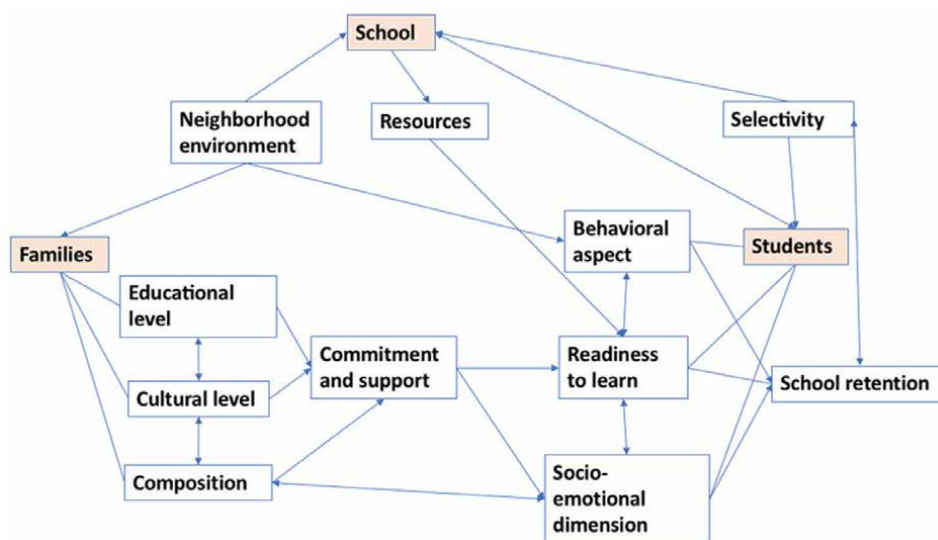 School
Neighborhood
environment
Resources
Selectivity
Behavioral
aspect
Students
Families
Educational
level
Commitment
and support
Readiness
to learn
School retention
Cultural level
Composition
Socio-
emotional
dimension